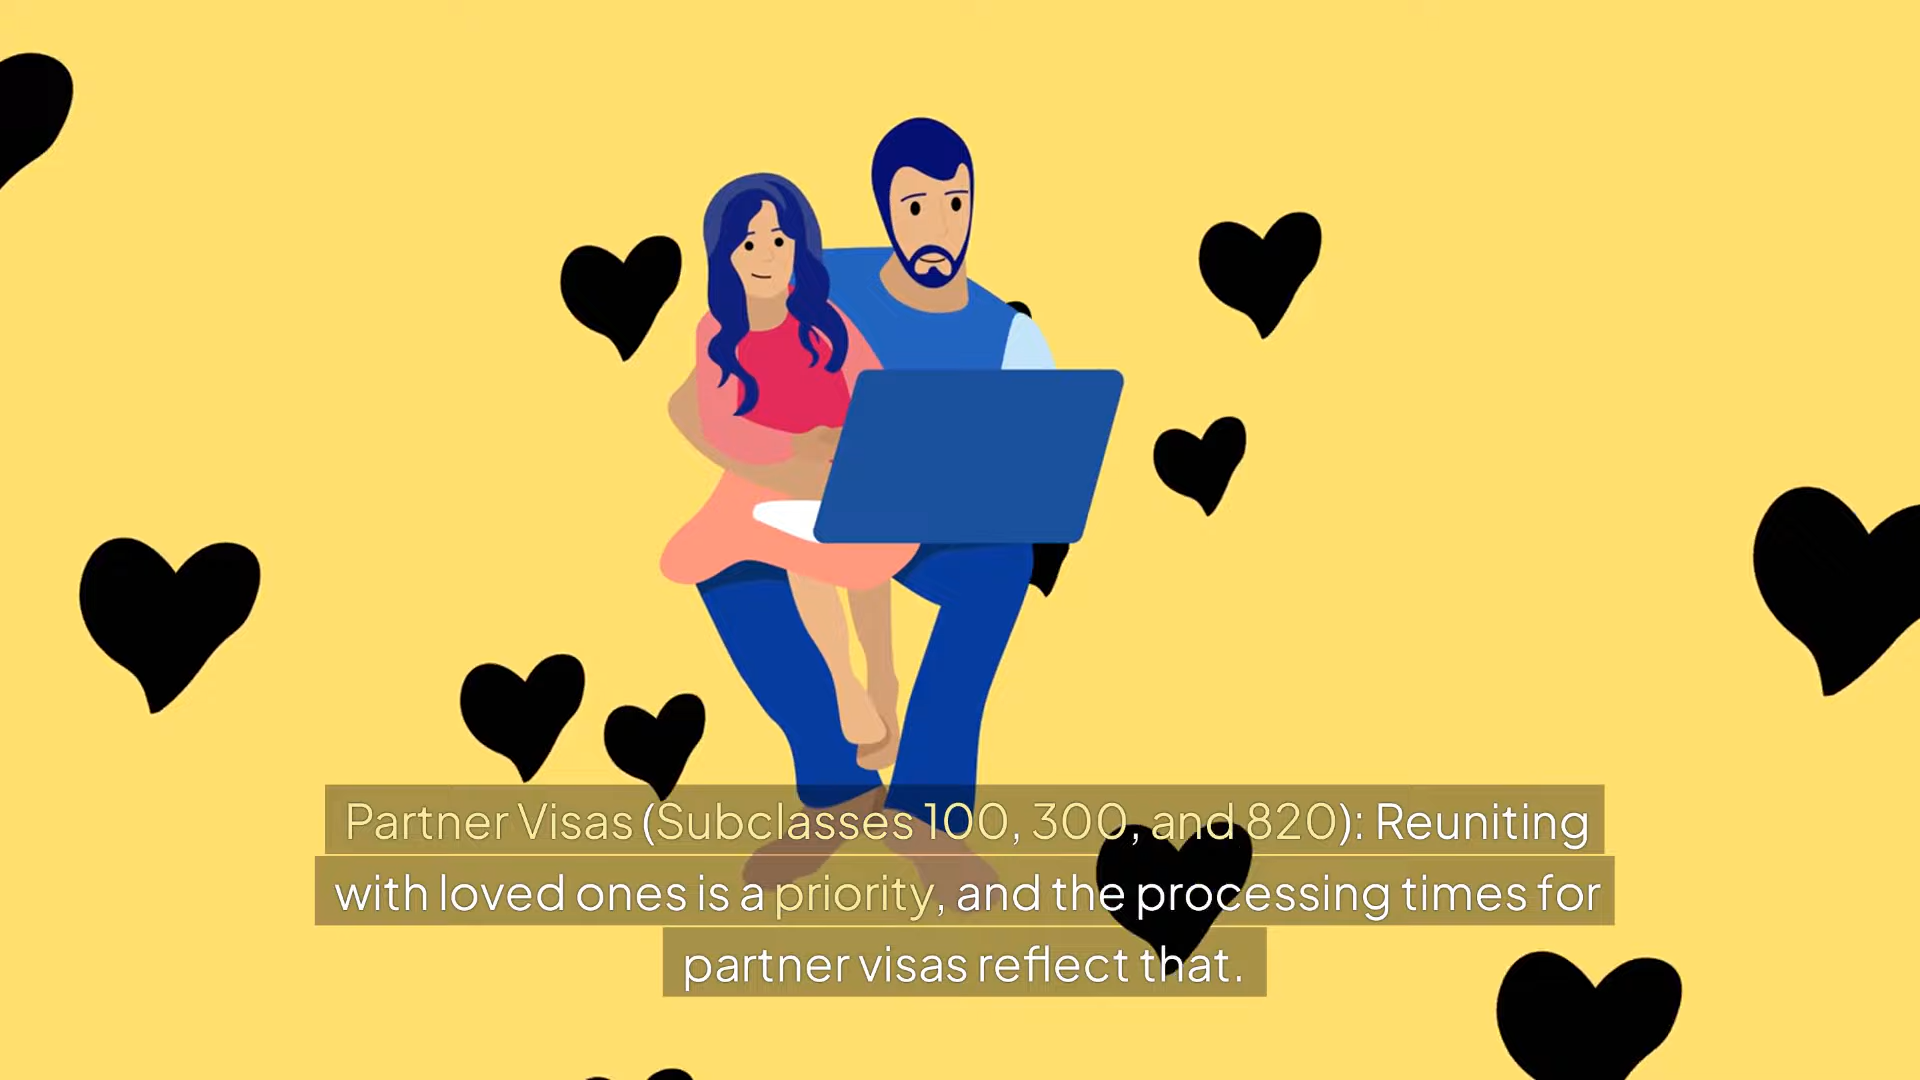 Partner Visas (Subclasses 100, 300, and 820): Reuniting
with loved ones is a priority, and the processing times for
partner visas reflect that.